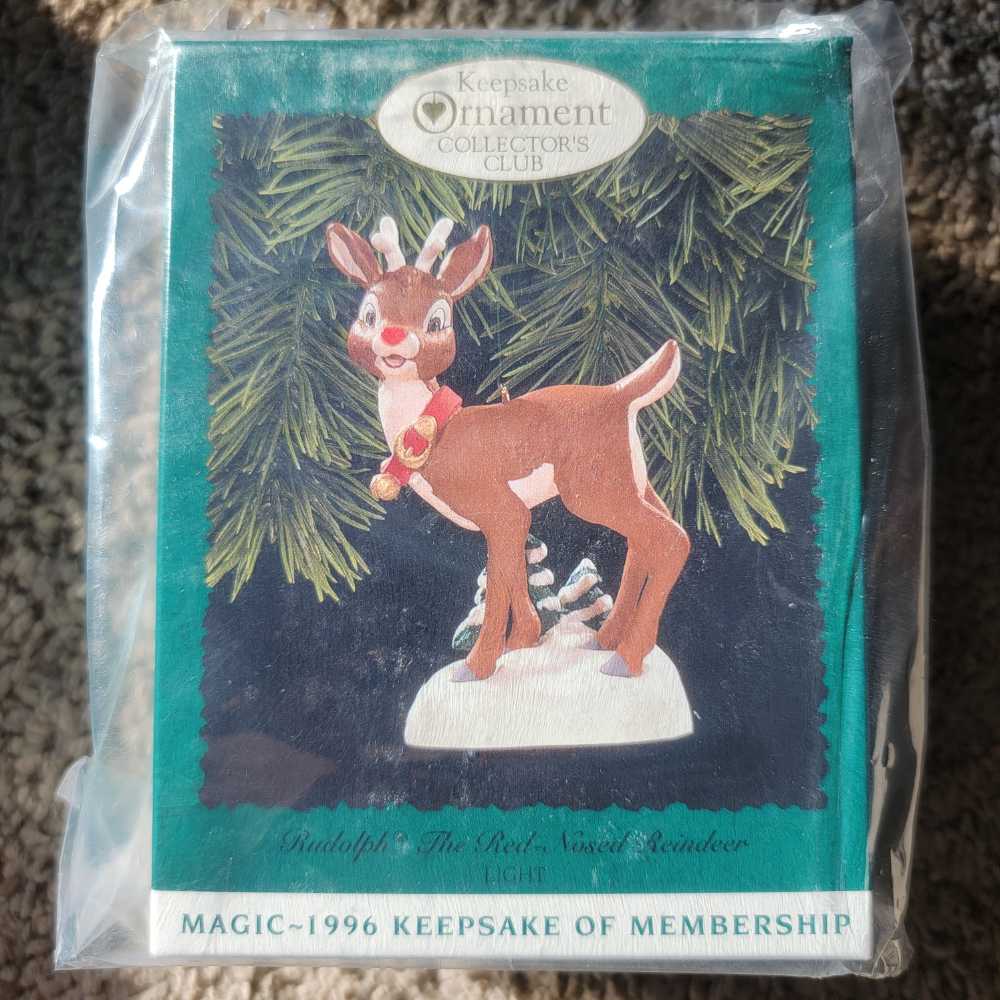 Keepsake
Ornament
COLLECTOR'S
CLUB
Rudolph® The Red-Nosed Reindeer
LIGHT
MAGIC~1996 KEEPSAKE OF MEMBERSHIP